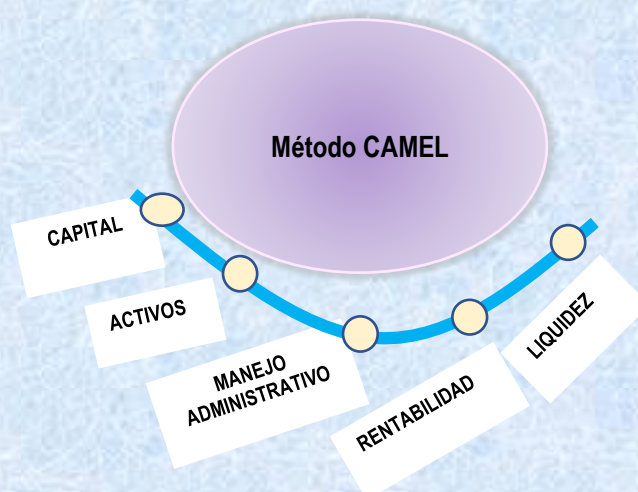 Método CAMEL
CAPITAL
ACTIVOS
MANEJO
ADMINISTRATIVO
RENTABILIDAD
LIQUIDEZ